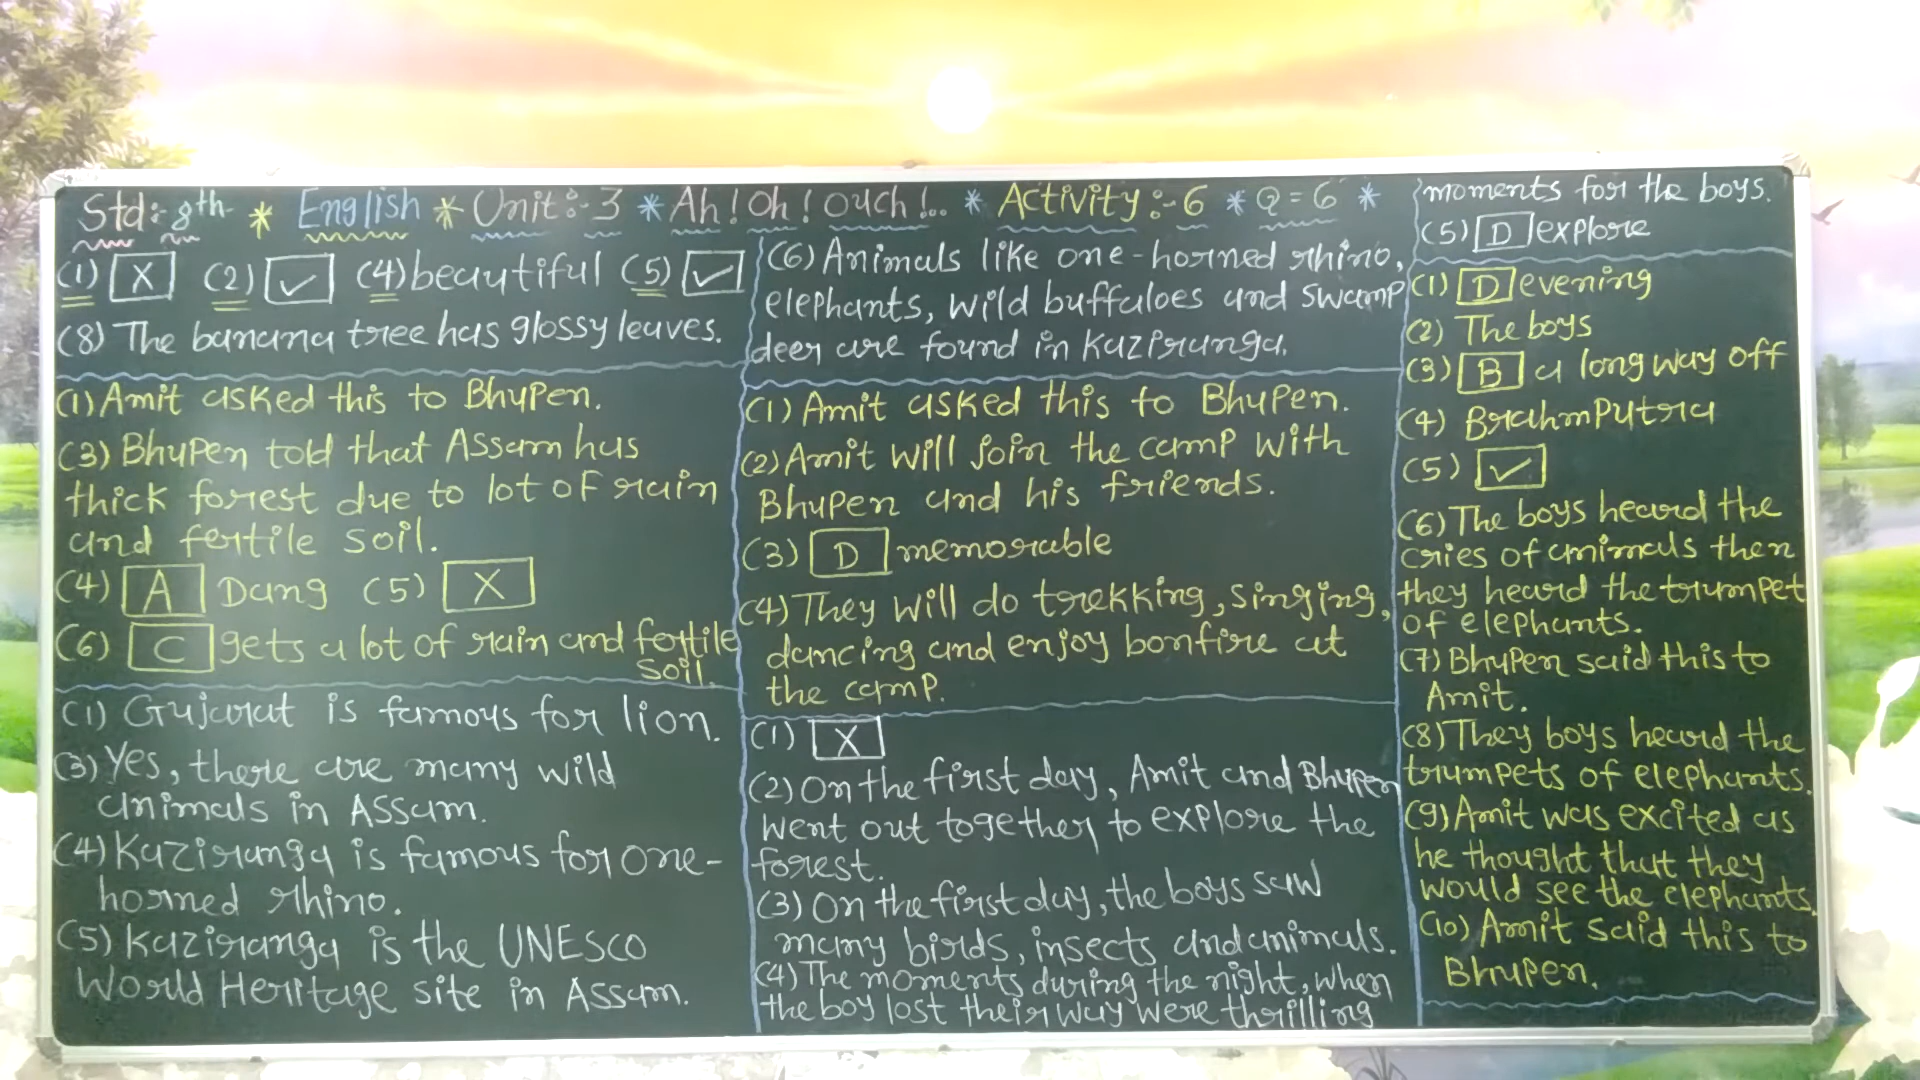 Std:- 8th * English * Unit:-3 * Ah! Oh! Ouch!.. * Activity:-6 * Q=6 *
(1) X (2) ✓ (4) beautiful (5) ✓
(8) The banana tree has glossy leaves.
(1) Amit asked this to Bhupen.
(3) Bhupen told that Assam has
thick forest due to lot of rain
and fertile soil.
(4) A Dang (5) X
(6) C gets a lot of rain and fertile
soil.
(1) Gujarat is famous for lion.
(3) Yes, there are many wild
animals in Assam.
(4) Kaziranga is famous for one-
horned rhino.
(5) Kaziranga is the UNESCO
World Heritage site in Assam.
(6) Animals like one-horned rhino,
elephants, wild buffaloes and swamp
deer are found in Kaziranga.
(1) Amit asked this to Bhupen.
(2) Amit will join the camp with
Bhupen and his friends.
(3) D memorable
(4) They will do trekking, singing,
dancing and enjoy bonfire at
the camp.
(1) X
(2) On the first day, Amit and Bhupen
went out together to explore the
forest.
(3) On the first day, the boys saw
many birds, insects and animals.
(4) The moments during the night, when
the boy lost their way were thrilling
moments for the boys.
(5) D explore
(1) D evening
(2) The boys
(3) B a long way off
(4) Brahmputra
(5) ✓
(6) The boys heard the
cries of animals then
they heard the trumpet
of elephants.
(7) Bhupen said this to
Amit.
(8) They boys heard the
trumpets of elephants.
(9) Amit was excited as
he thought that they
would see the elephants.
(10) Amit said this to
Bhupen.